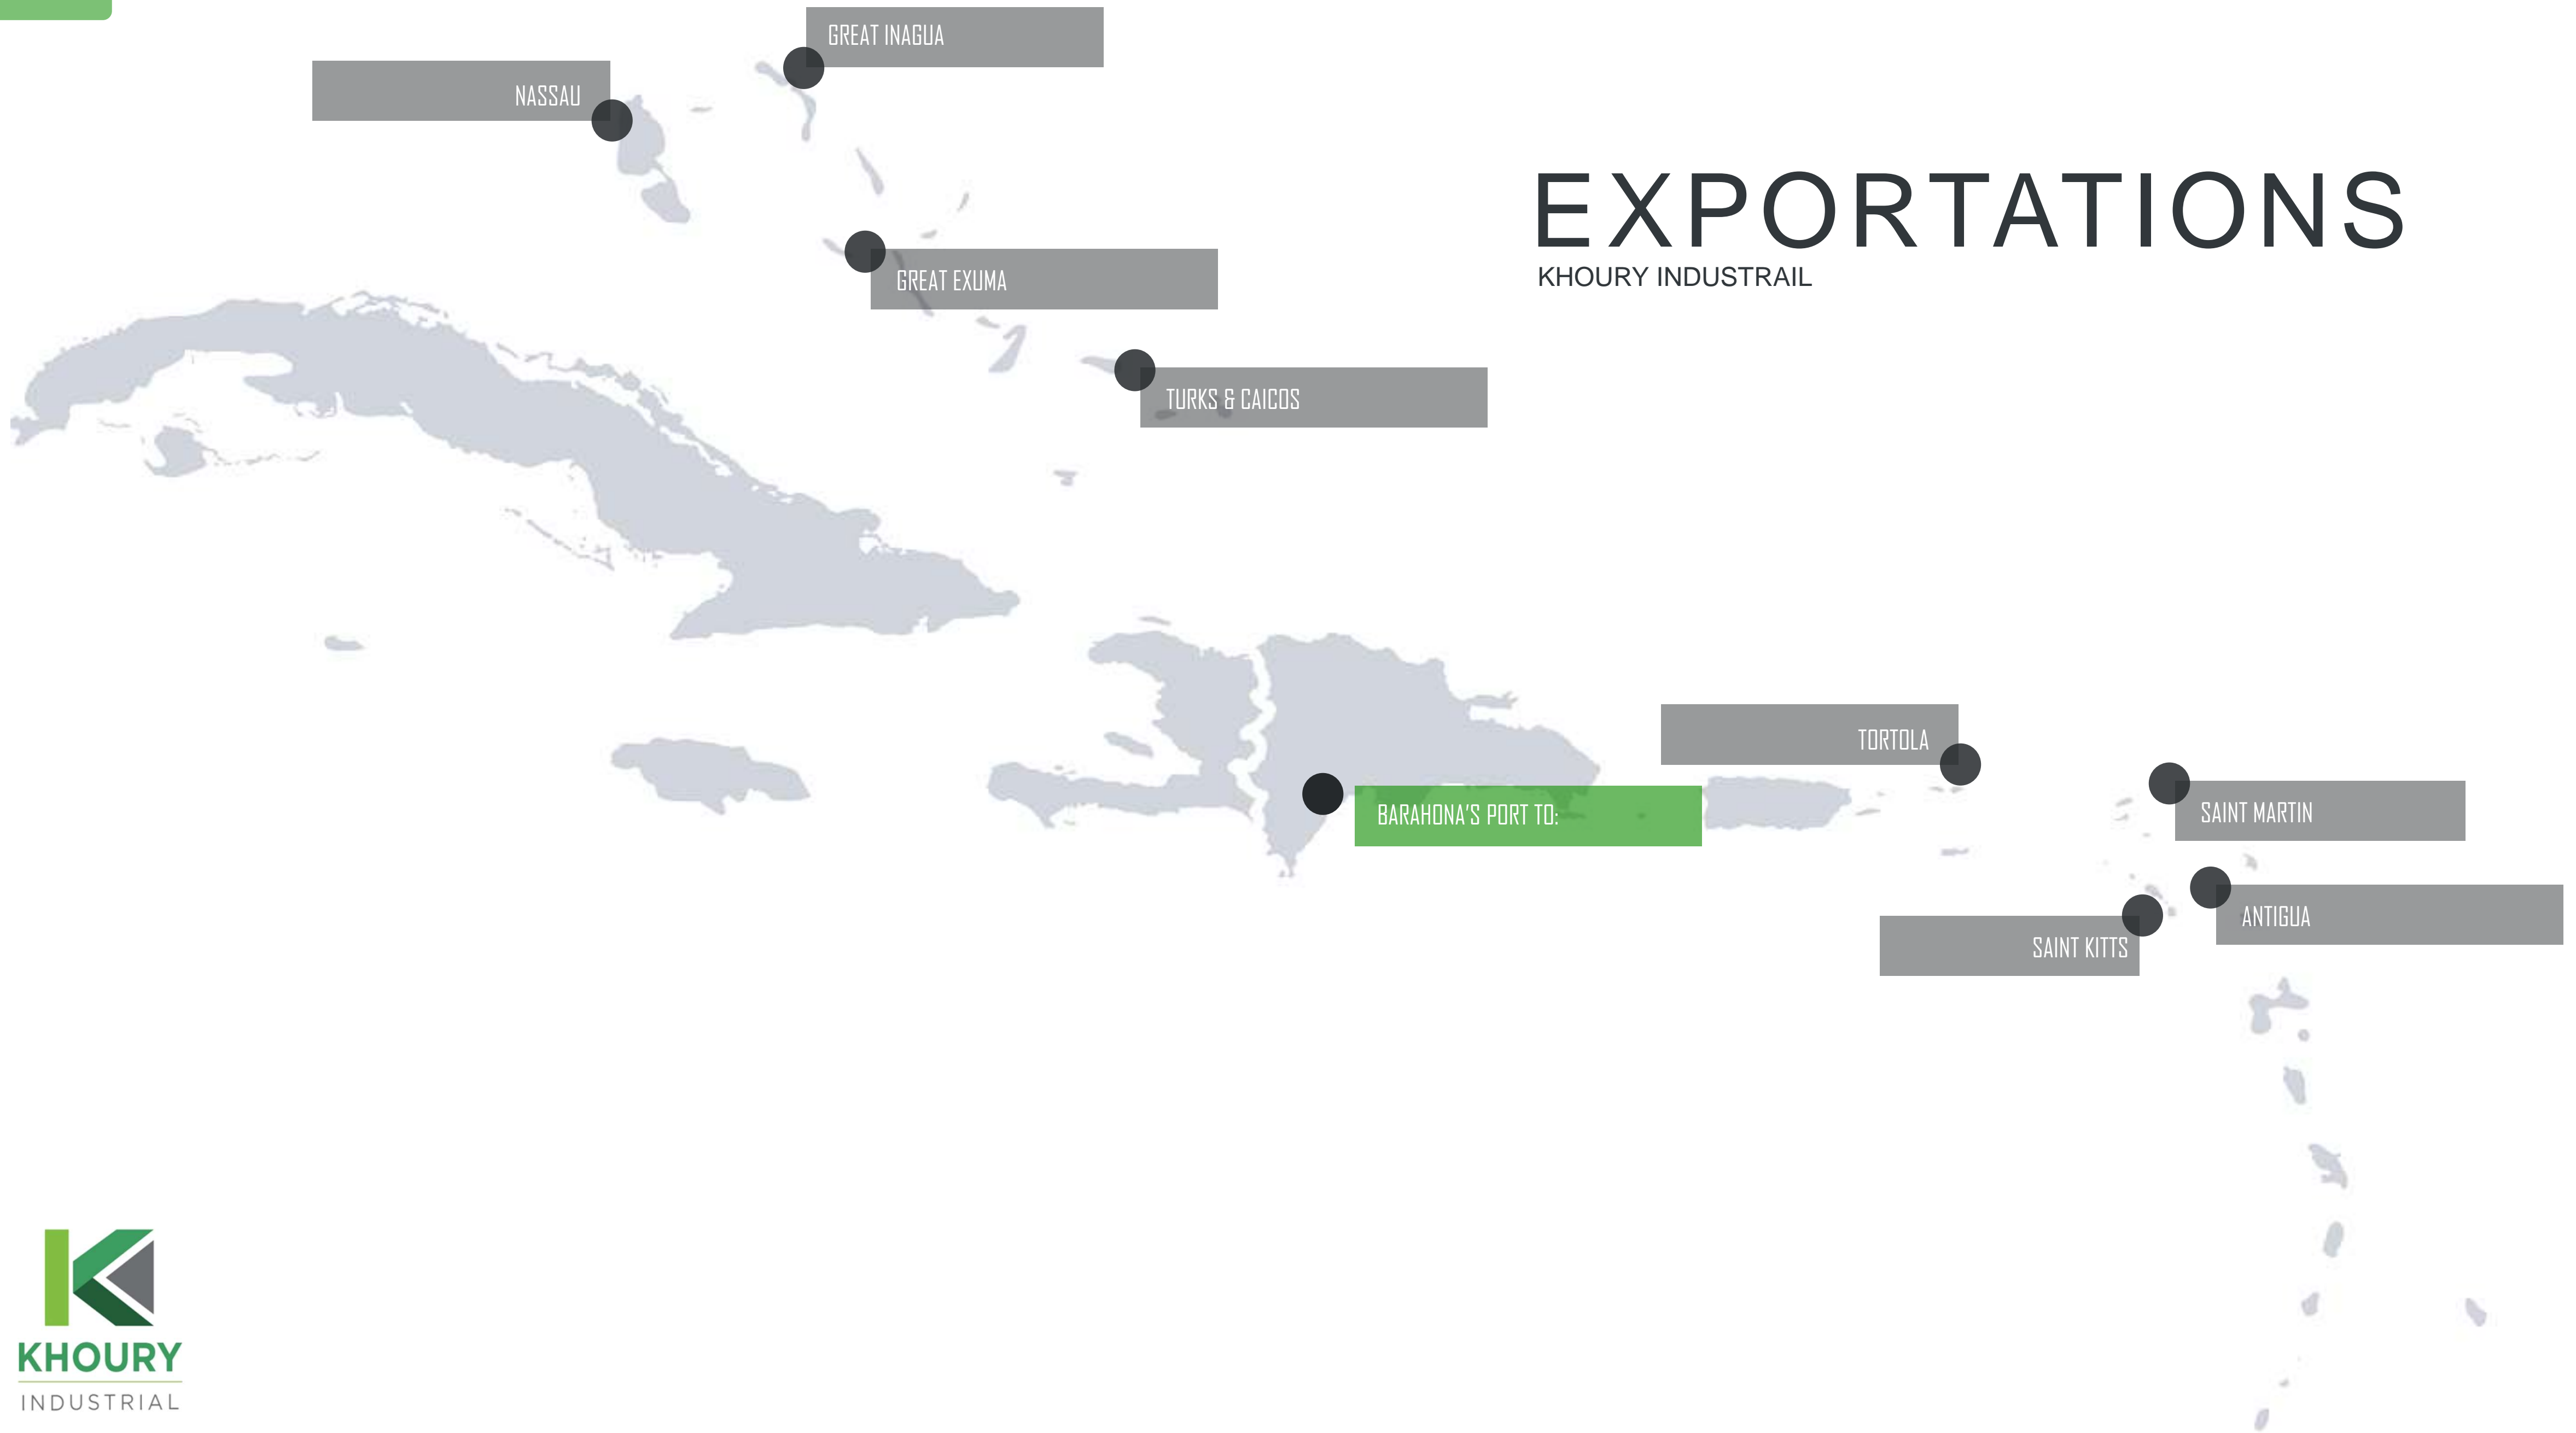 GREAT INAGUA
NASSAU
EXPORTATIONS
KHOURY INDUSTRAIL
GREAT EXUMA
TURKS & CAICOS
TORTOLA
SAINT MARTIN
BARAHONA'S PORT TO:
ANTIGUA
SAINT KITTS
KHOURY
INDUSTRIAL